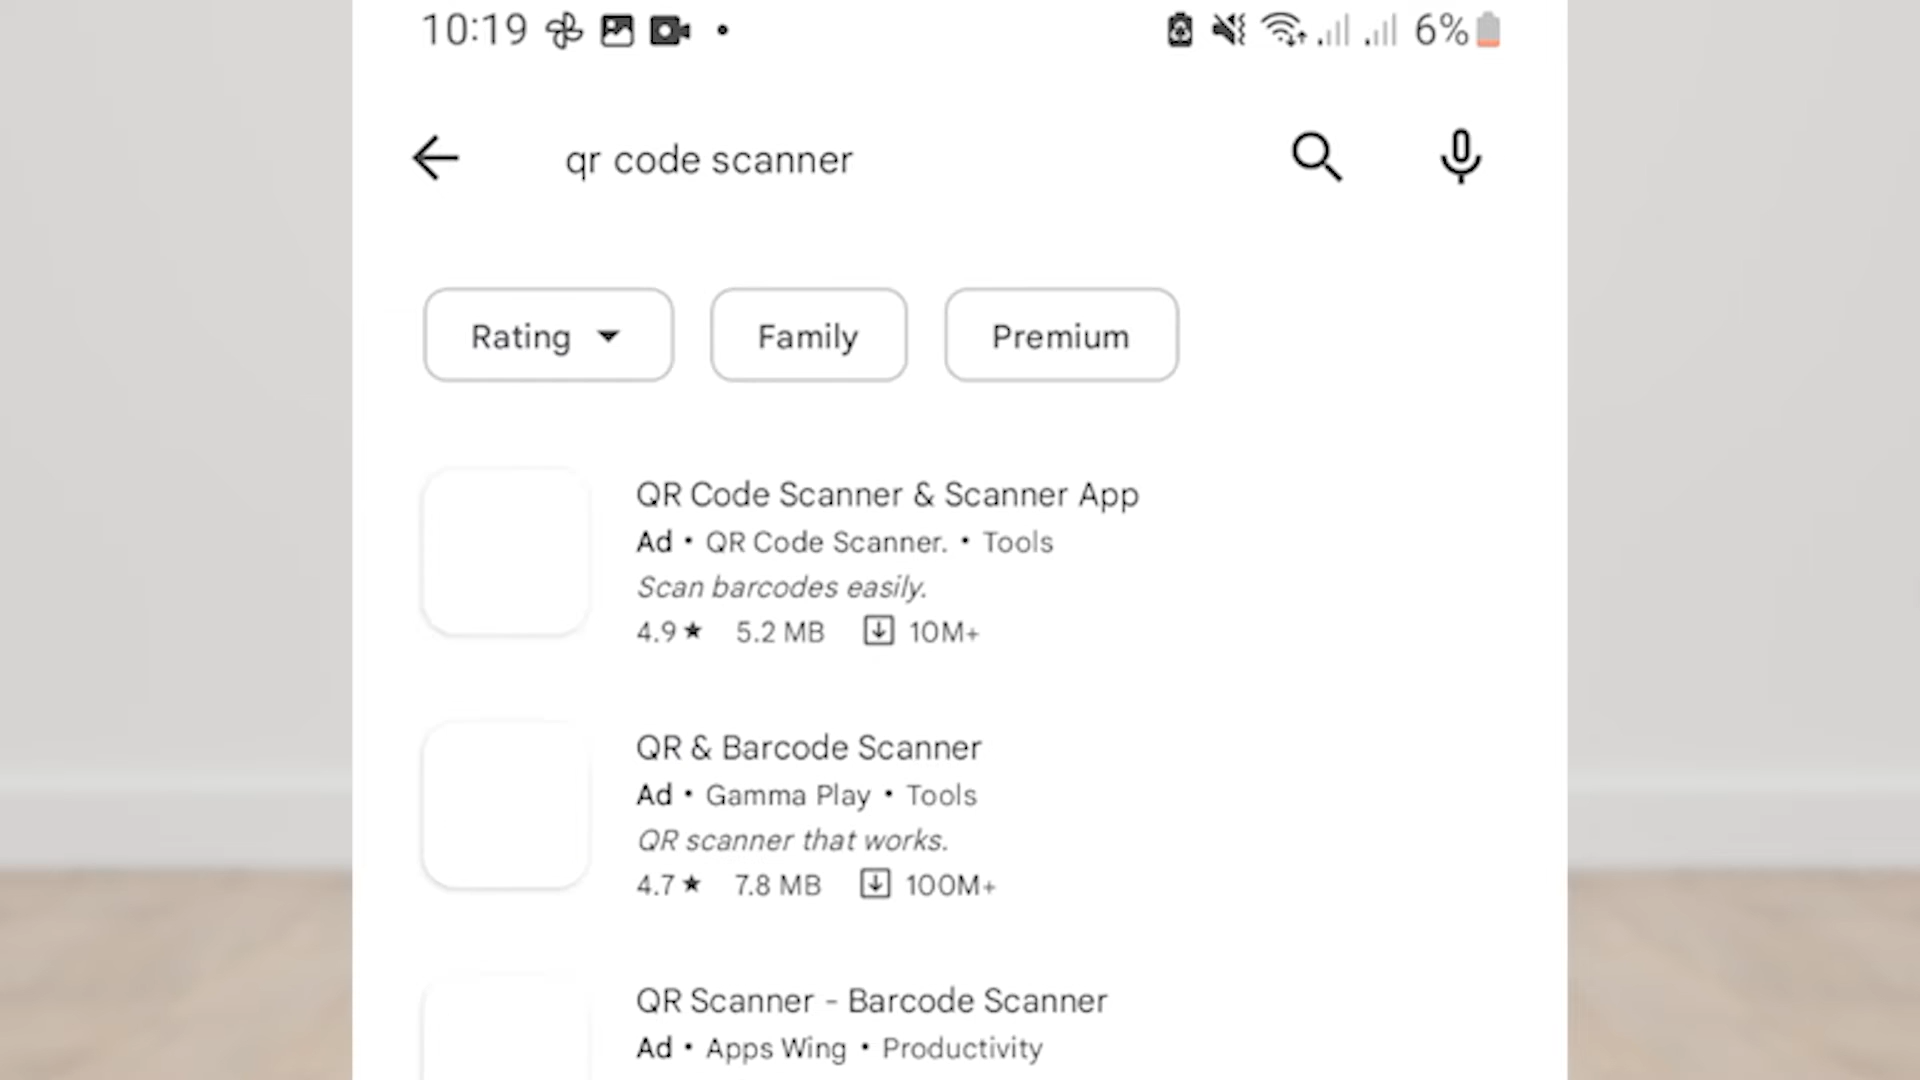 10:19 6%
qr code scanner
Rating Family Premium
QR Code Scanner & Scanner App
Ad • QR Code Scanner. • Tools
Scan barcodes easily.
4.9★ 5.2 MB 10M+
QR & Barcode Scanner
Ad • Gamma Play • Tools
QR scanner that works.
4.7★ 7.8 MB 100M+
QR Scanner - Barcode Scanner
Ad • Apps Wing • Productivity